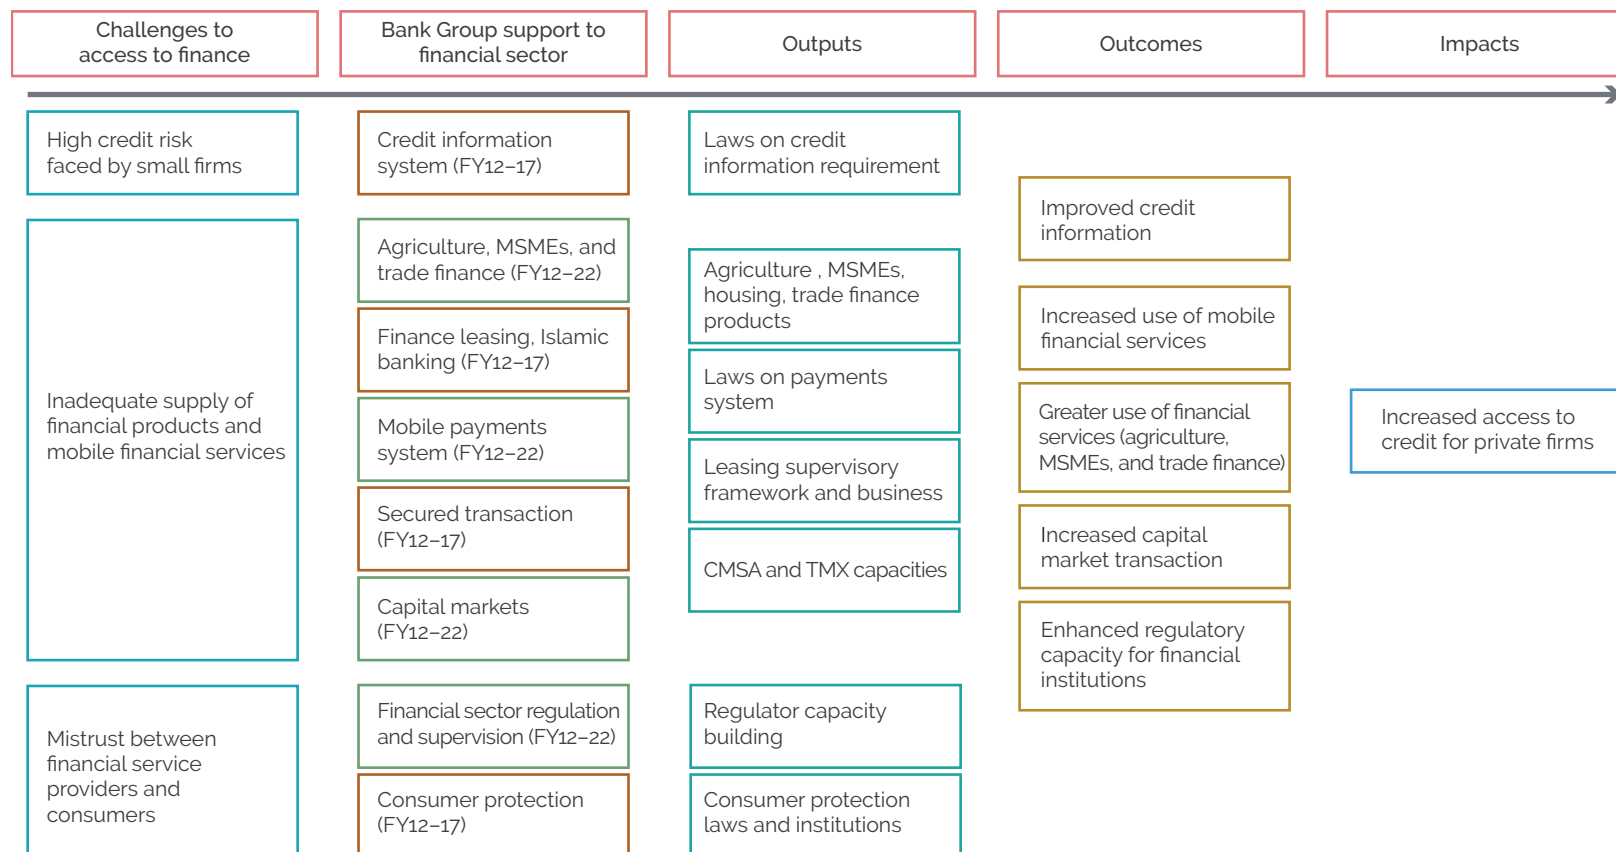 Challenges to
access to finance
Bank Group support to
financial sector
Outputs
Outcomes
Impacts
High credit risk
faced by small firms
Inadequate supply of
financial products and
mobile financial services
Mistrust between
financial service
providers and
consumers
Credit information
system (FY12–17)
Agriculture, MSMEs, and
trade finance (FY12–22)
Finance leasing, Islamic
banking (FY12–17)
Mobile payments
system (FY12–22)
Secured transaction
(FY12–17)
Capital markets
(FY12–22)
Financial sector regulation
and supervision (FY12–22)
Consumer protection
(FY12–17)
Laws on credit
information requirement
Agriculture , MSMEs,
housing, trade finance
products
Laws on payments
system
Leasing supervisory
framework and business
CMSA and TMX capacities
Regulator capacity
building
Consumer protection
laws and institutions
Improved credit
information
Increased use of mobile
financial services
Greater use of financial
services (agriculture,
MSMEs, and trade finance)
Increased capital
market transaction
Enhanced regulatory
capacity for financial
institutions
Increased access to
credit for private firms